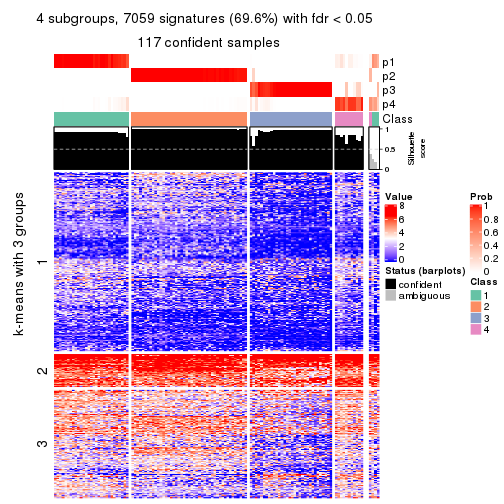 4 subgroups, 7059 signatures (69.6%) with fdr < 0.05
117 confident samples
p1
p2
p3
p4
Class
1
0.5
0
Silhouette
score
k-means with 3 groups
1
2
3
Value
8
6
4
2
0
Status (barplots)
confident
ambiguous
Prob
1
0.8
0.6
0.4
0.2
0
Class
1
2
3
4